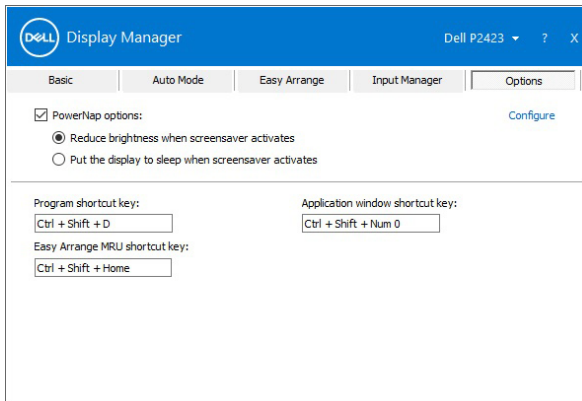 DELL Display Manager Dell P2423 ? X
Basic Auto Mode Easy Arrange Input Manager Options
PowerNap options: Configure
Reduce brightness when screensaver activates
Put the display to sleep when screensaver activates
Program shortcut key: Application window shortcut key:
Ctrl + Shift + D Ctrl + Shift + Num 0
Easy Arrange MRU shortcut key:
Ctrl + Shift + Home